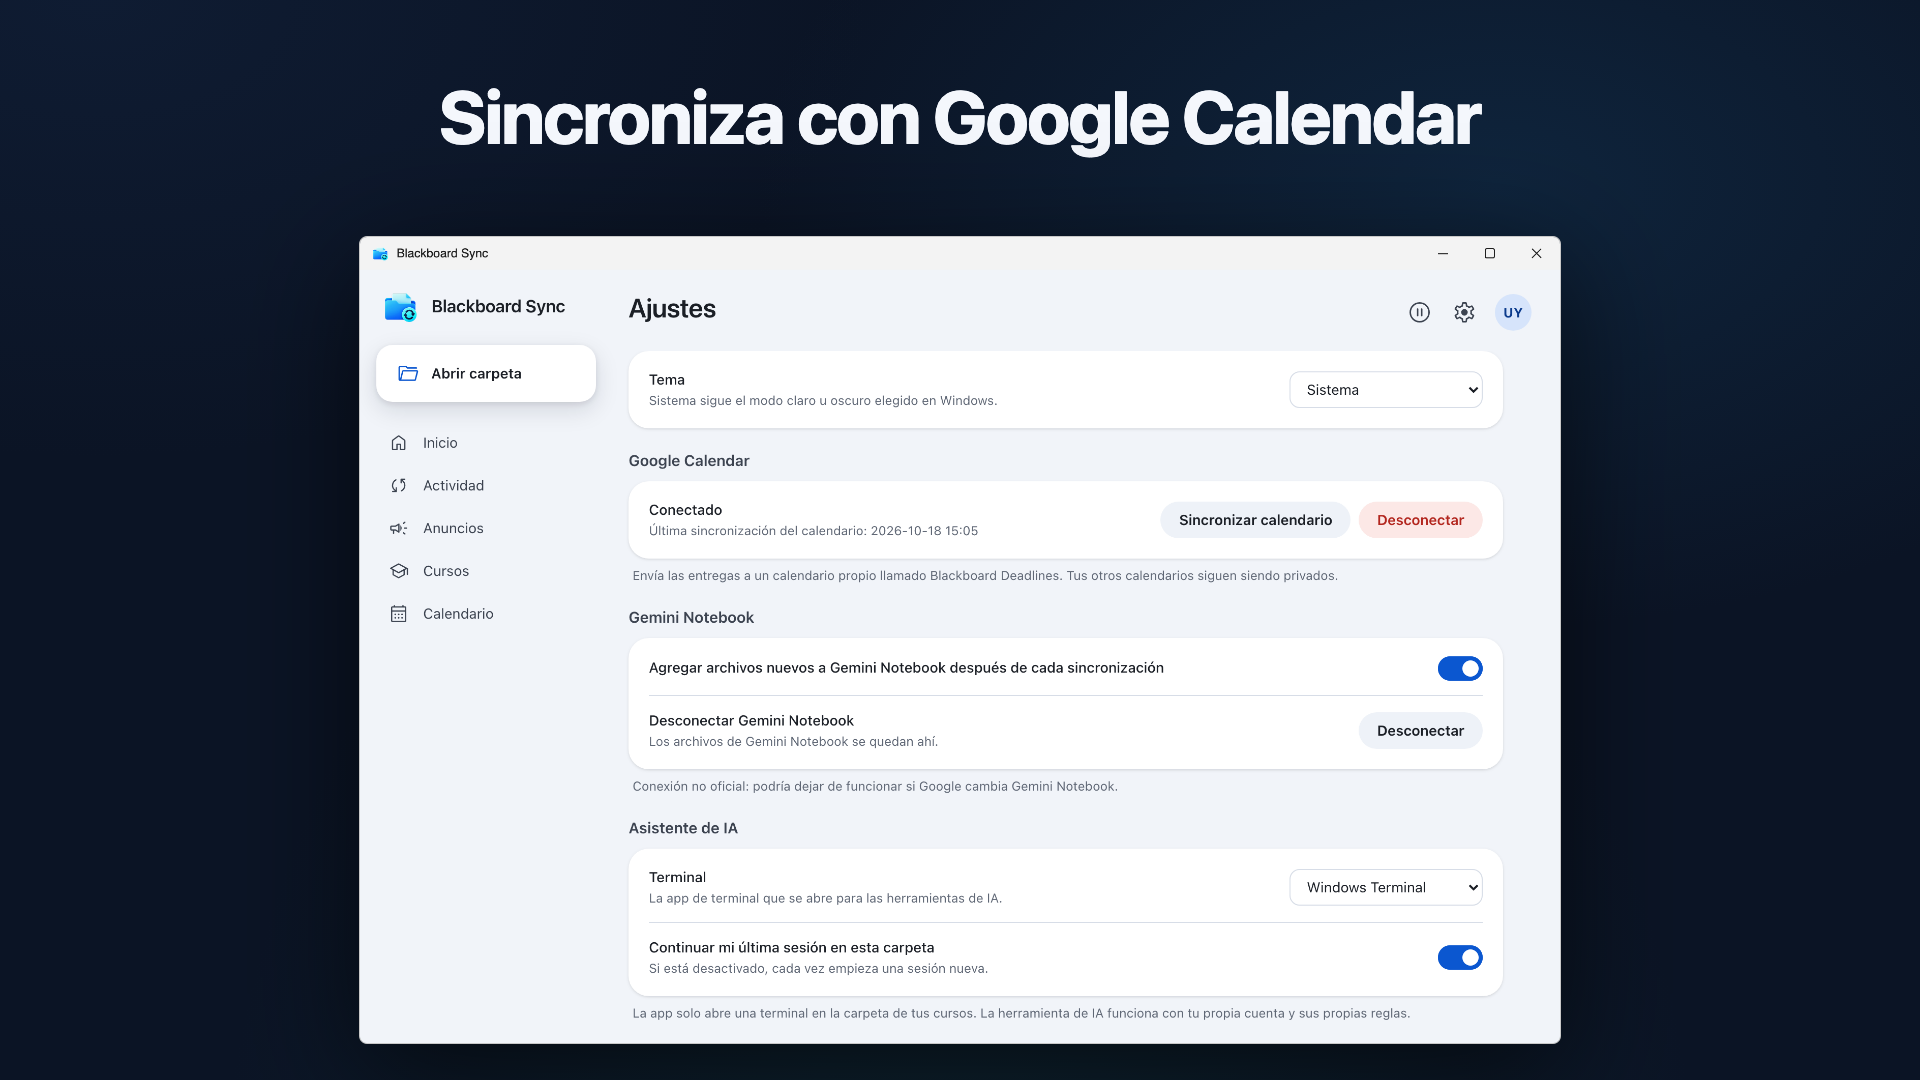 Sincroniza con Google Calendar
Blackboard Sync
Blackboard Sync
Abrir carpeta
Inicio
Actividad
Anuncios
Cursos
Calendario
Ajustes
UY
Tema
Sistema sigue el modo claro u oscuro elegido en Windows.
Sistema
Google Calendar
Conectado
Última sincronización del calendario: 2026-10-18 15:05
Sincronizar calendario
Desconectar
Envía las entregas a un calendario propio llamado Blackboard Deadlines. Tus otros calendarios siguen siendo privados.
Gemini Notebook
Agregar archivos nuevos a Gemini Notebook después de cada sincronización
Desconectar Gemini Notebook
Los archivos de Gemini Notebook se quedan ahí.
Desconectar
Conexión no oficial: podría dejar de funcionar si Google cambia Gemini Notebook.
Asistente de IA
Terminal
La app de terminal que se abre para las herramientas de IA.
Windows Terminal
Continuar mi última sesión en esta carpeta
Si está desactivado, cada vez empieza una sesión nueva.
La app solo abre una terminal en la carpeta de tus cursos. La herramienta de IA funciona con tu propia cuenta y sus propias reglas.